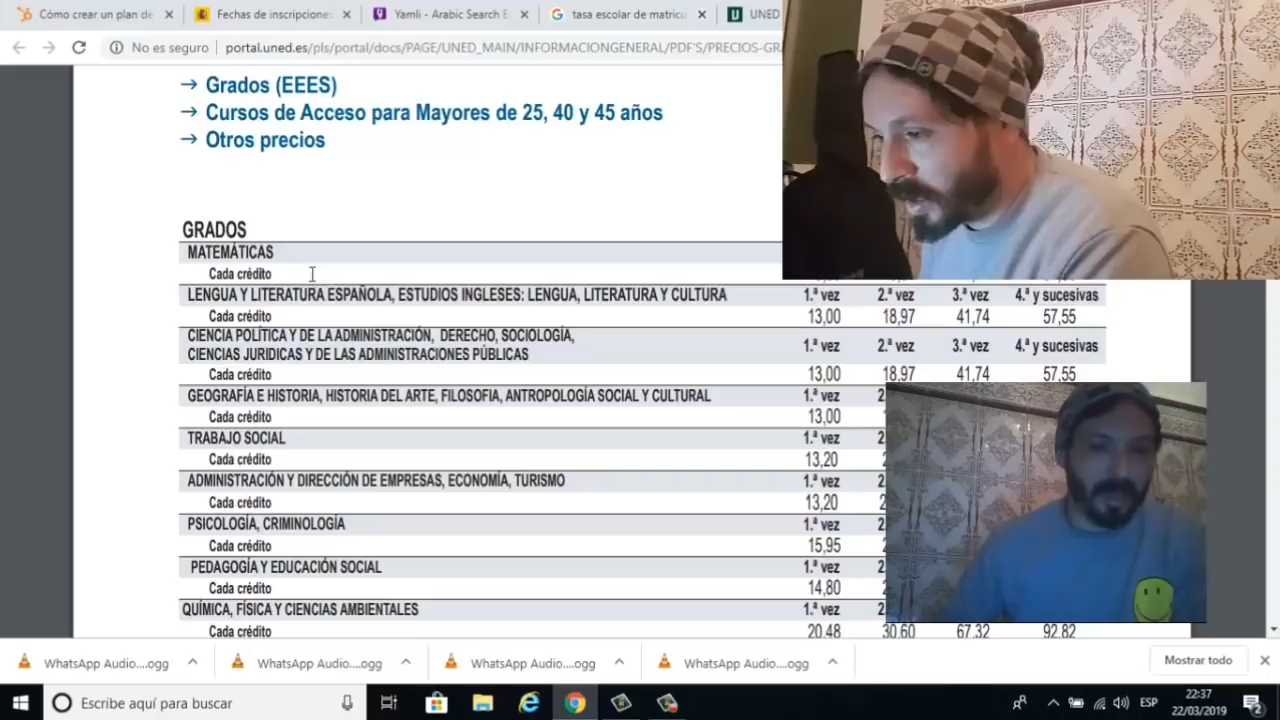 Cómo crear un plan de
Fechas de inscripciones
Yamli - Arabic Search E
tasa escolar de matricu
UNED
No es seguro
portal.uned.es/pls/portal/docs/PAGE/UNED_MAIN/INFORMACIONGENERAL/PDF'S/PRECIOS-GR
→ Grados (EEES)
→ Cursos de Acceso para Mayores de 25, 40 y 45 años
→ Otros precios
GRADOS
MATEMÁTICAS
Cada crédito
LENGUA Y LITERATURA ESPAÑOLA, ESTUDIOS INGLESES: LENGUA, LITERATURA Y CULTURA 1.ª vez 2.ª vez 3.ª vez 4.ª y sucesivas
Cada crédito 13,00 18,97 41,74 57,55
CIENCIA POLÍTICA Y DE LA ADMINISTRACIÓN, DERECHO, SOCIOLOGÍA,
CIENCIAS JURIDICAS Y DE LAS ADMINISTRACIONES PÚBLICAS 1.ª vez 2.ª vez 3.ª vez 4.ª y sucesivas
Cada crédito 13,00 18,97 41,74 57,55
GEOGRAFÍA E HISTORIA, HISTORIA DEL ARTE, FILOSOFIA, ANTROPOLOGÍA SOCIAL Y CULTURAL 1.ª vez
Cada crédito 13,00
TRABAJO SOCIAL 1.ª vez
Cada crédito 13,20
ADMINISTRACIÓN Y DIRECCIÓN DE EMPRESAS, ECONOMÍA, TURISMO 1.ª vez
Cada crédito 13,20
PSICOLOGÍA, CRIMINOLOGÍA 1.ª vez
Cada crédito 15,95
PEDAGOGÍA Y EDUCACIÓN SOCIAL 1.ª vez
Cada crédito 14,80
QUÍMICA, FÍSICA Y CIENCIAS AMBIENTALES 1.ª vez
Cada crédito 20,48 30,60 67,32 92,82
WhatsApp Audio....ogg
WhatsApp Audio....ogg
WhatsApp Audio....ogg
WhatsApp Audio....ogg
Mostrar todo
Escribe aquí para buscar
ESP
22:37
22/03/2019
2